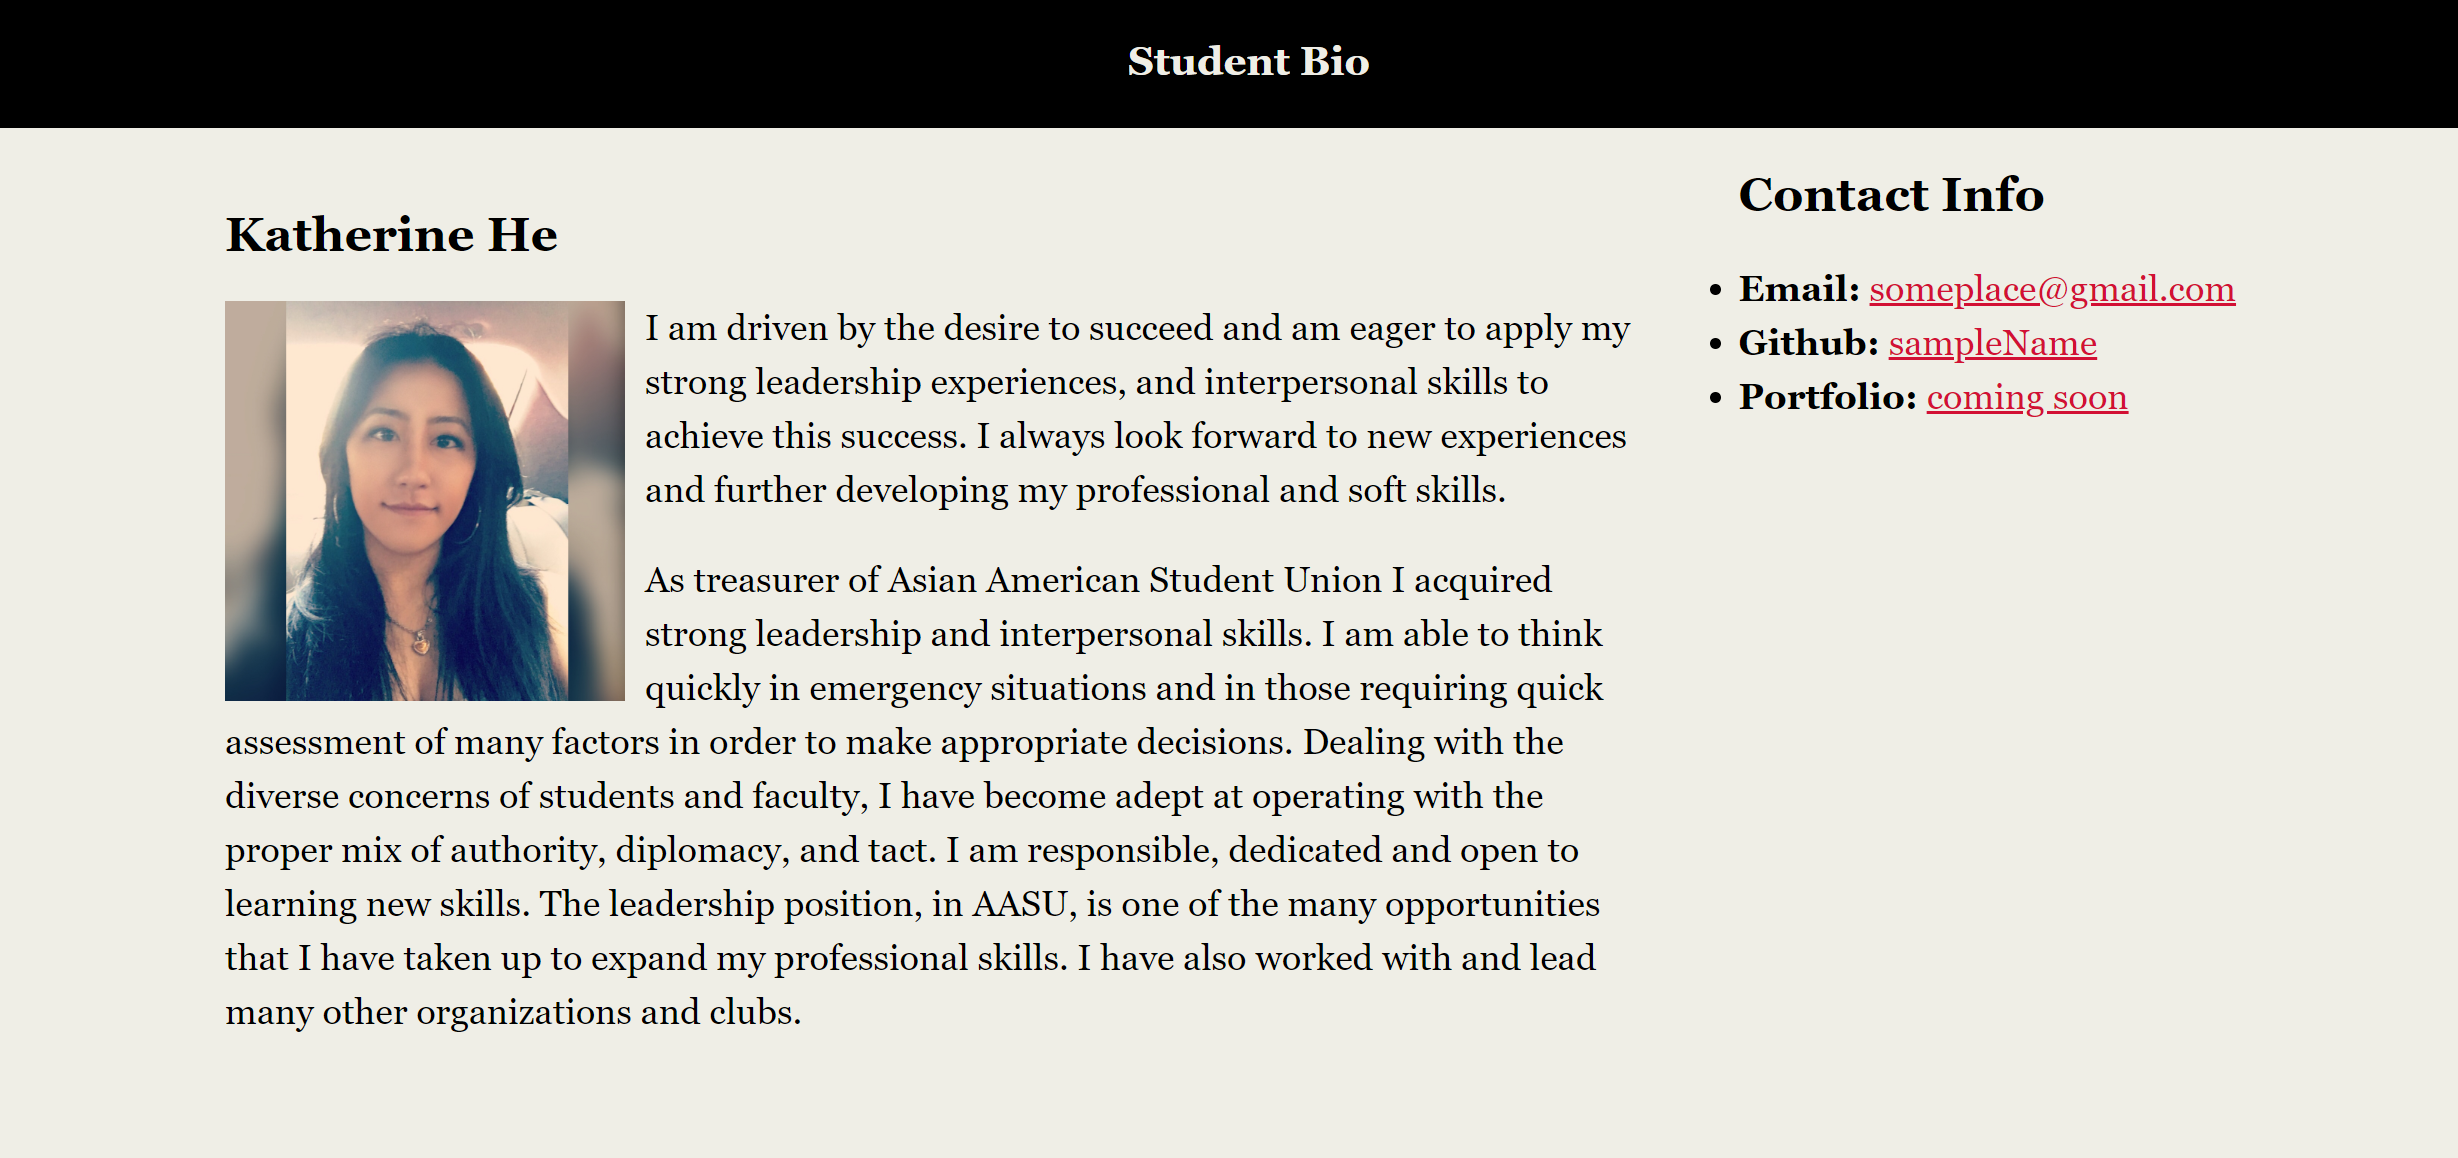 Student Bio
Katherine He
I am driven by the desire to succeed and am eager to apply my
strong leadership experiences, and interpersonal skills to
achieve this success. I always look forward to new experiences
and further developing my professional and soft skills.
As treasurer of Asian American Student Union I acquired
strong leadership and interpersonal skills. I am able to think
quickly in emergency situations and in those requiring quick
assessment of many factors in order to make appropriate decisions. Dealing with the
diverse concerns of students and faculty, I have become adept at operating with the
proper mix of authority, diplomacy, and tact. I am responsible, dedicated and open to
learning new skills. The leadership position, in AASU, is one of the many opportunities
that I have taken up to expand my professional skills. I have also worked with and lead
many other organizations and clubs.
Contact Info
• Email: someplace@gmail.com
• Github: sampleName
• Portfolio: coming soon